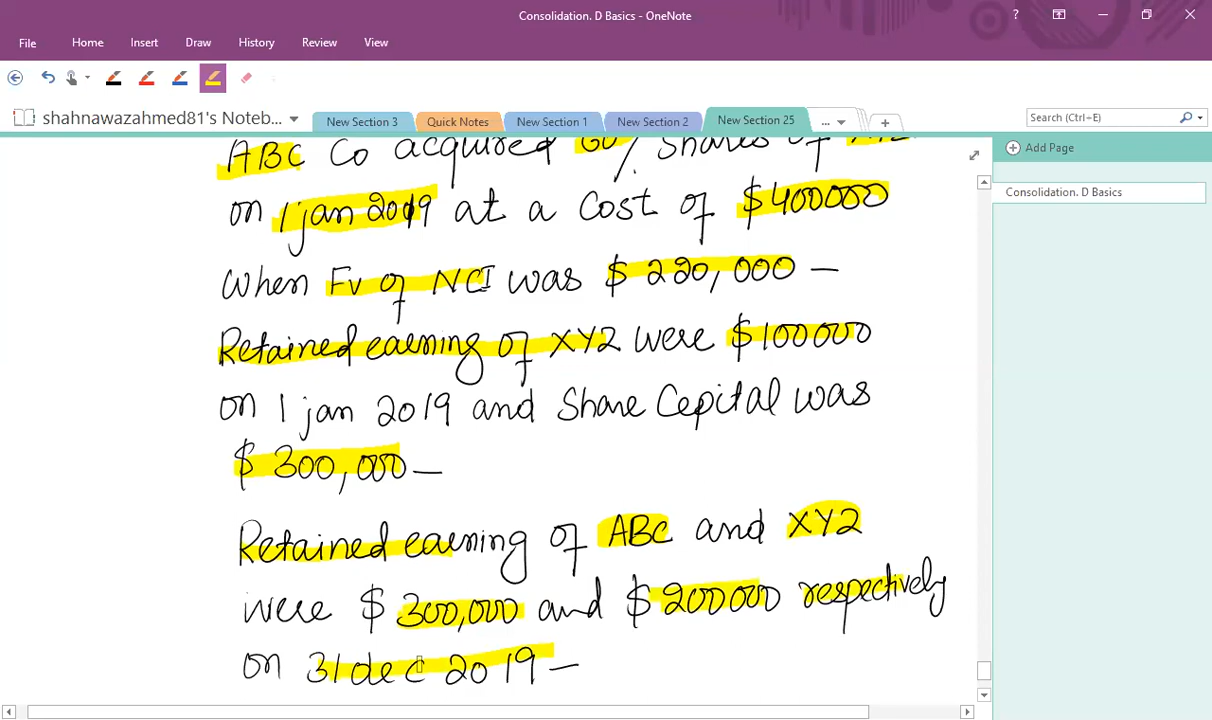 Consolidation. D Basics - OneNote
?
File Home Insert Draw History Review View
shahnawazahmed81's Noteb... New Section 3 Quick Notes New Section 1 New Section 2 New Section 25 ... + Search (Ctrl+E)
Add Page
Consolidation. D Basics
ABC Co acquired 60% shares of
on 1 jan 2019 at a Cost of $400000
When Fv of NCI was $220,000 —
Retained earning of XYZ were $100000
on 1 jan 2019 and Share Cepital was
$300,000 —
Retained earning of ABC and XYZ
were $300,000 and $200000 respectively
on 31 dec 2019 —